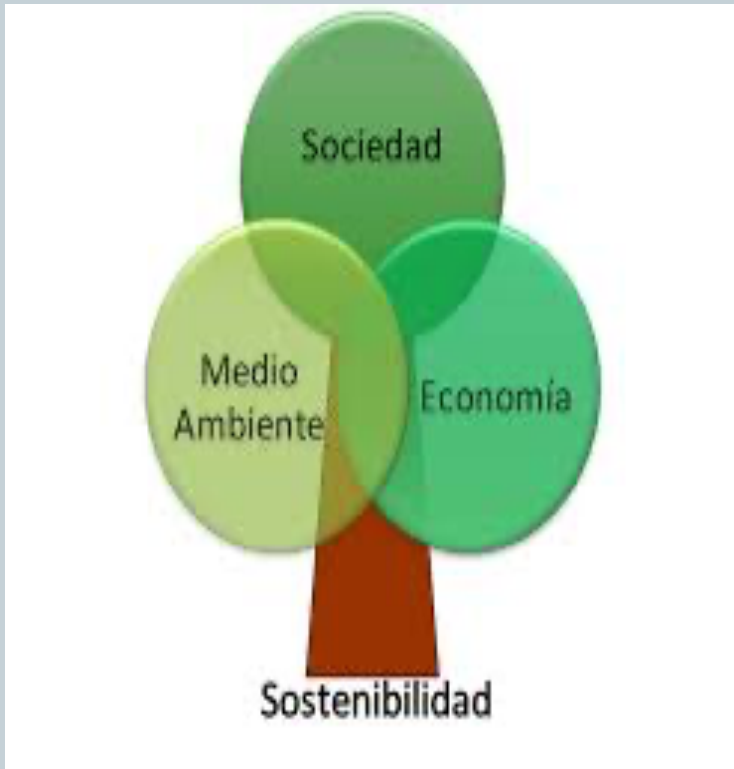 Sociedad
Medio
Ambiente
Economía
Sostenibilidad